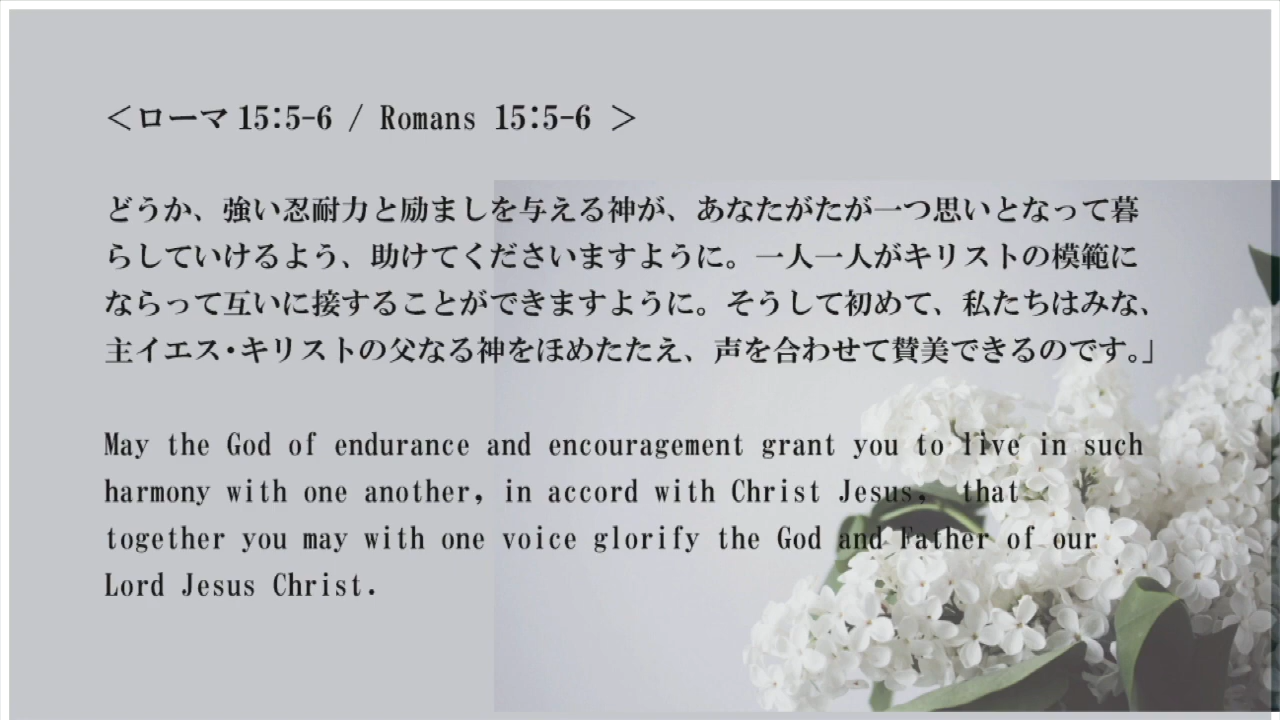 ＜ローマ 15:5-6 / Romans 15:5-6 ＞
どうか、強い忍耐力と励ましを与える神が、あなたがたが一つ思いとなって暮
らしていけるよう、助けてくださいますように。一人一人がキリストの模範に
ならって互いに接することができますように。そうして初めて、私たちはみな、
主イエス・キリストの父なる神をほめたたえ、声を合わせて賛美できるのです。」
May the God of endurance and encouragement grant you to live in such
harmony with one another, in accord with Christ Jesus, that
together you may with one voice glorify the God and Father of our
Lord Jesus Christ.